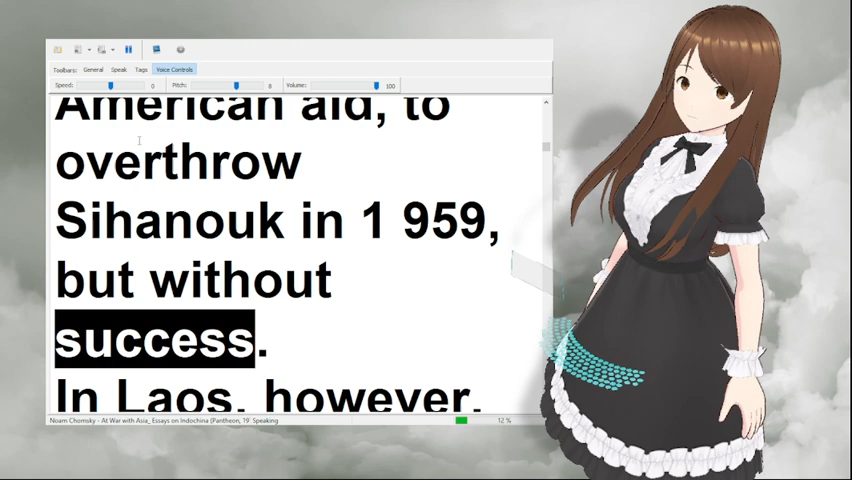 Toolbars: General Speak Tags Voice Controls
Speed: 0 Pitch: 8 Volume: 100
American aid, to
overthrow
Sihanouk in 1 959,
but without
success.
In Laos, however,
Noam Chomsky - At War with Asia_ Essays on Indochina (Pantheon, 19 Speaking 12 %